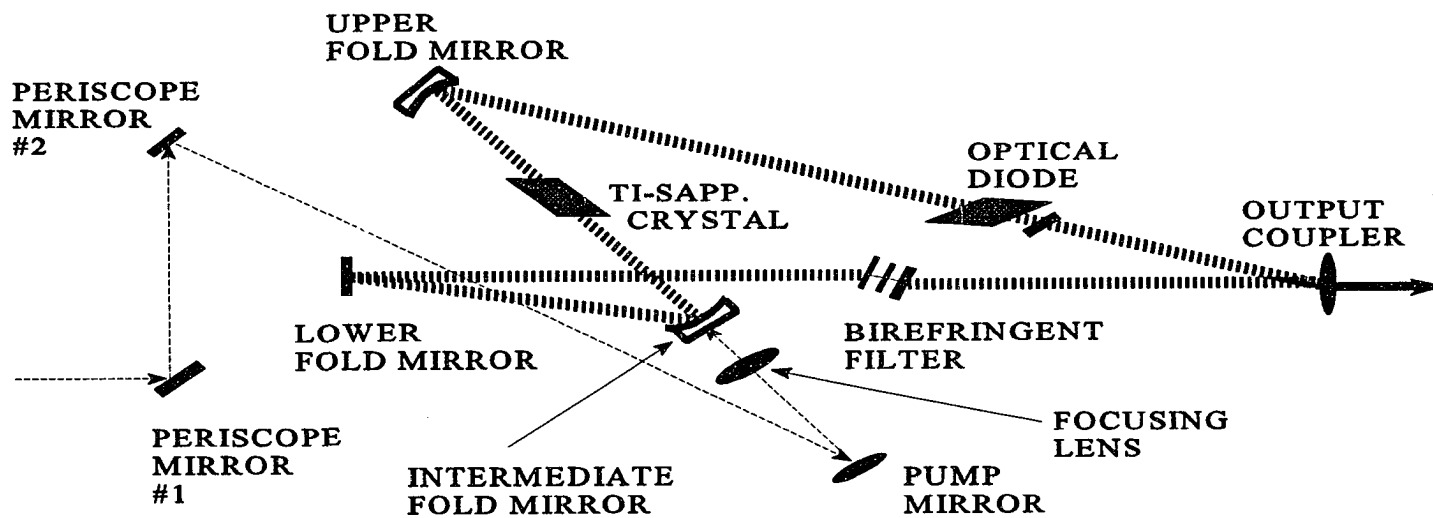 UPPER
FOLD MIRROR
PERISCOPE
MIRROR
#2
OPTICAL
DIODE
TI-SAPP.
CRYSTAL
OUTPUT
COUPLER
LOWER
FOLD MIRROR
BIREFRINGENT
FILTER
PERISCOPE
MIRROR
#1
INTERMEDIATE
FOLD MIRROR
PUMP
MIRROR
FOCUSING
LENS